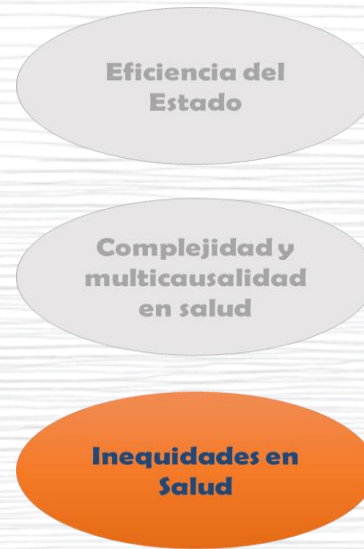 Eficiencia del
Estado
Complejidad y
multicausalidad
en salud
Inequidades en
Salud